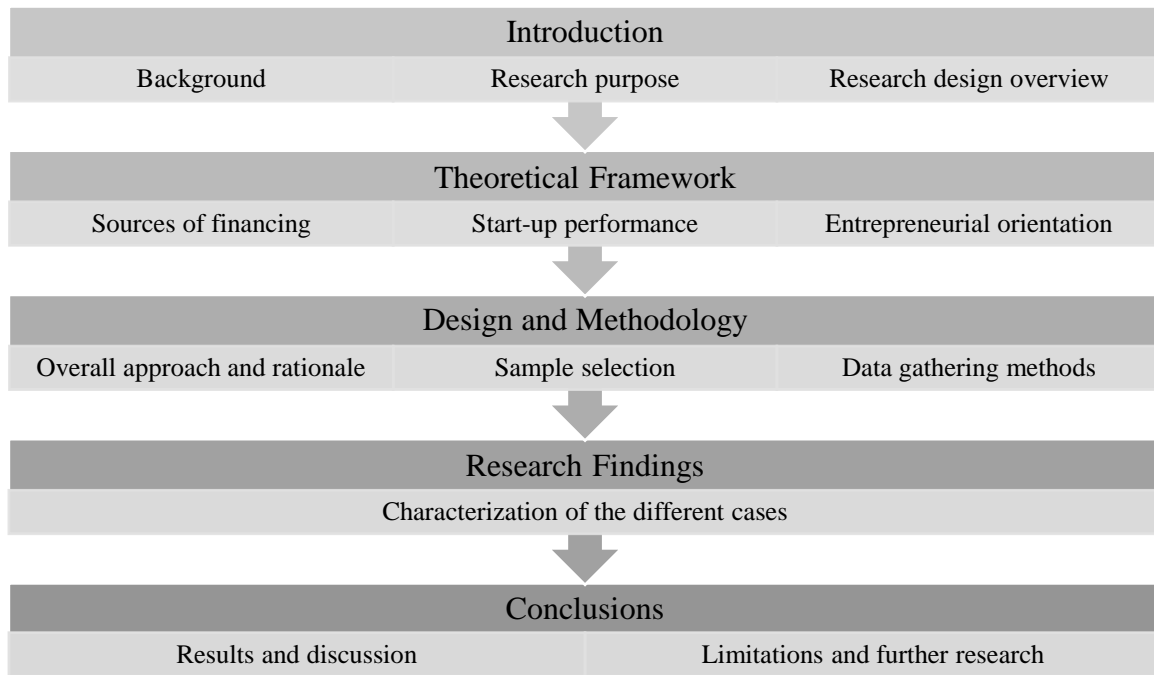 Introduction
Background
Research purpose
Research design overview
Theoretical Framework
Sources of financing
Start-up performance
Entrepreneurial orientation
Design and Methodology
Overall approach and rationale
Sample selection
Data gathering methods
Research Findings
Characterization of the different cases
Conclusions
Results and discussion
Limitations and further research